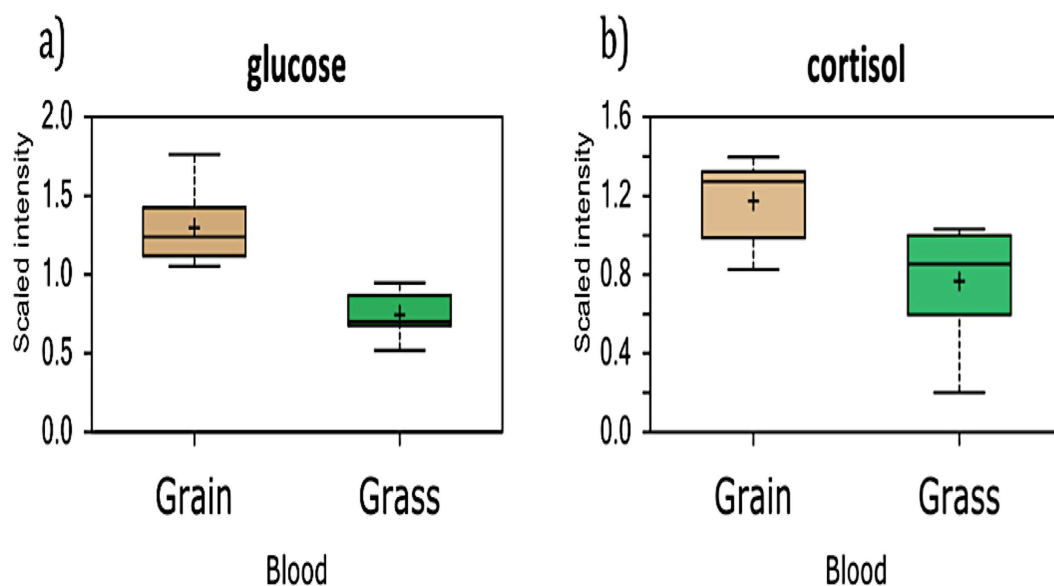 a)
glucose
Scaled intensity
2.0
1.5
1.0
0.5
0.0
Grain Grass
Blood
b)
cortisol
Scaled intensity
1.6
1.2
0.8
0.4
0.0
Grain Grass
Blood